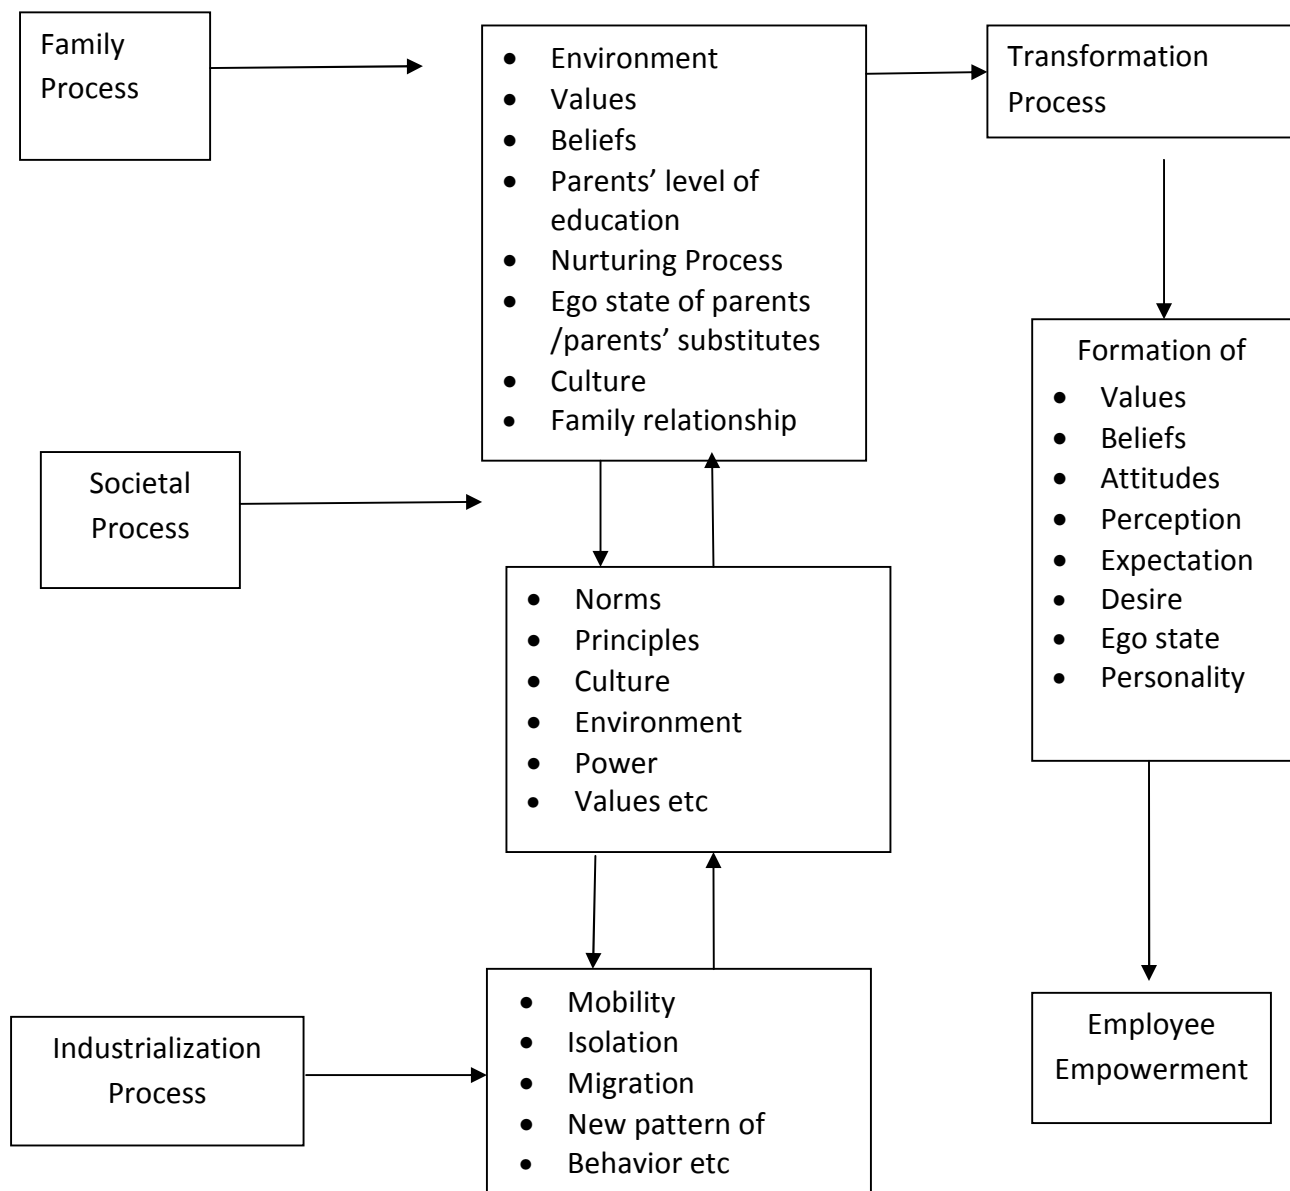 Family
Process
• Environment
• Values
• Beliefs
• Parents’ level of
education
• Nurturing Process
• Ego state of parents
/parents’ substitutes
• Culture
• Family relationship
Transformation
Process
Societal
Process
• Norms
• Principles
• Culture
• Environment
• Power
• Values etc
Formation of
• Values
• Beliefs
• Attitudes
• Perception
• Expectation
• Desire
• Ego state
• Personality
Industrialization
Process
• Mobility
• Isolation
• Migration
• New pattern of
• Behavior etc
Employee
Empowerment